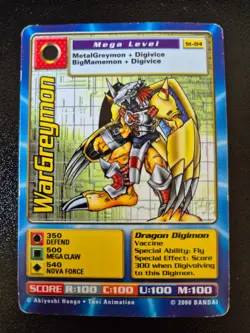 Mega Level
St-84
MetalGreymon + Digivice
BigMamemon + Digivice
WarGreymon
350
DEFEND
500
MEGA CLAW
540
NOVA FORCE
Dragon Digimon
Vaccine
Special Ability: Fly
Special Effect: Score
300 when Digivolving
to this Digimon.
SCORE R:100 C:100 U:100 M:100
© Akiyoshi Hongo • Toei Animation © 2000 BANDAI